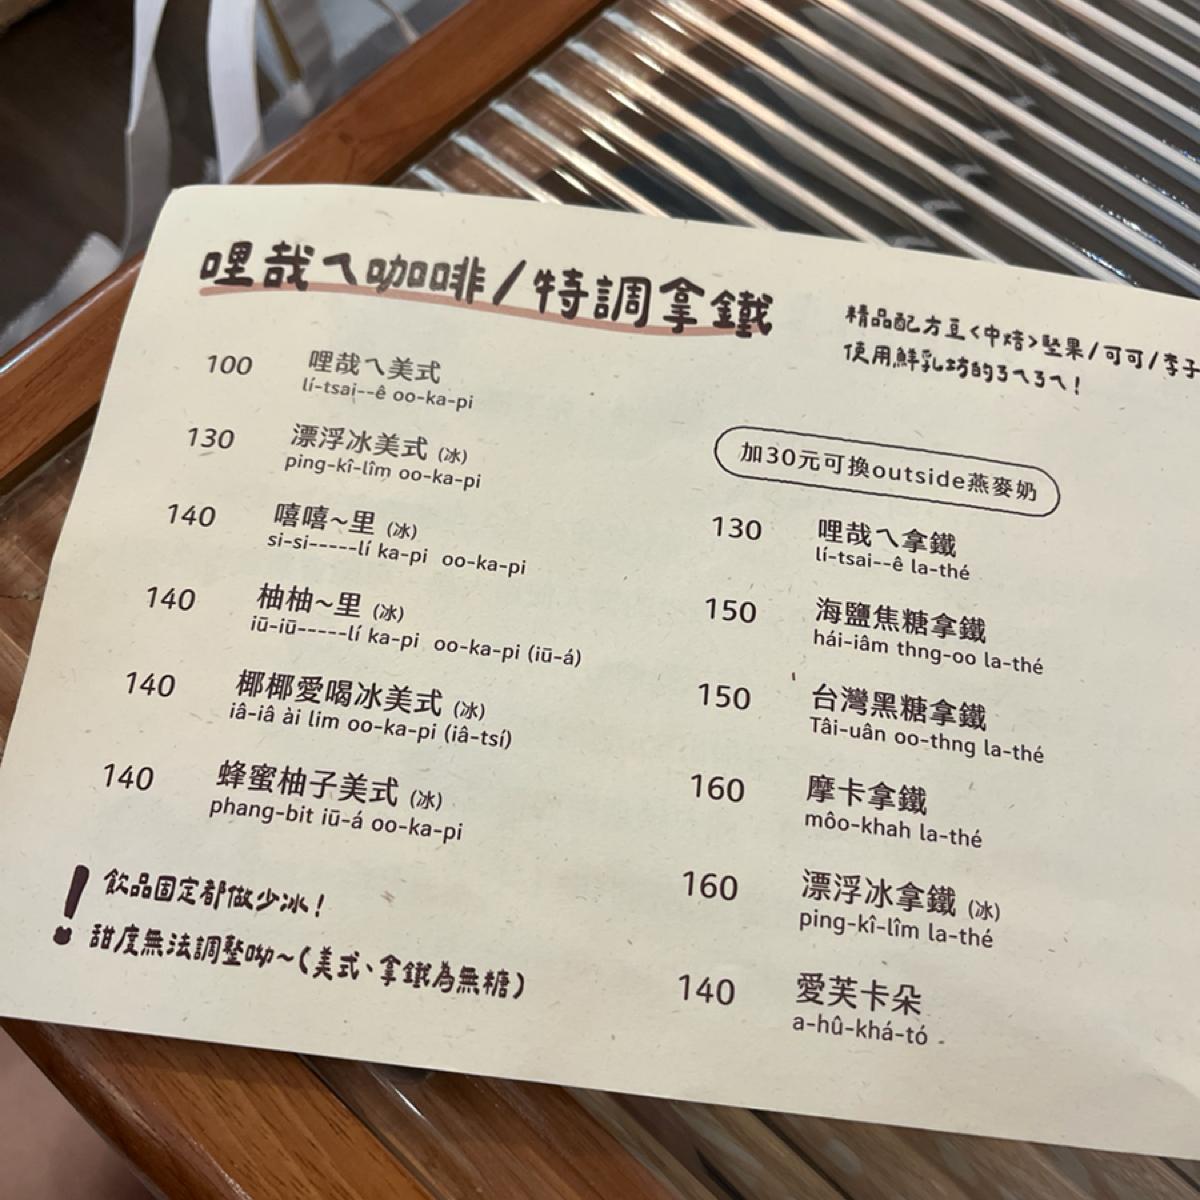 哩哉ㄟ咖啡/特調拿鐵
100 哩哉ㄟ美式
lí-tsai--ê oo-ka-pi
130 漂浮冰美式 (冰)
ping-kî-lîm oo-ka-pi
140 嘻嘻~里 (冰)
si-si-----lí ka-pi oo-ka-pi
140 柚柚~里 (冰)
iū-iū-----lí ka-pi oo-ka-pi (iū-á)
140 椰椰愛喝冰美式 (冰)
iâ-iâ ài lim oo-ka-pi (iâ-tsí)
140 蜂蜜柚子美式 (冰)
phang-bit iū-á oo-ka-pi
!飲品固定都做少冰!
甜度無法調整呦~(美式、拿鐵為無糖)
精品配方豆<中焙>堅果/可可/李子
使用鮮乳坊的ㄋㄟㄋㄟ!
加30元可換outside燕麥奶
130 哩哉ㄟ拿鐵
lí-tsai--ê la-thé
150 海鹽焦糖拿鐵
hái-iâm thng-oo la-thé
150 台灣黑糖拿鐵
Tâi-uân oo-thng la-thé
160 摩卡拿鐵
môo-khah la-thé
160 漂浮冰拿鐵 (冰)
ping-kî-lîm la-thé
140 愛芙卡朵
a-hû-khá-tó